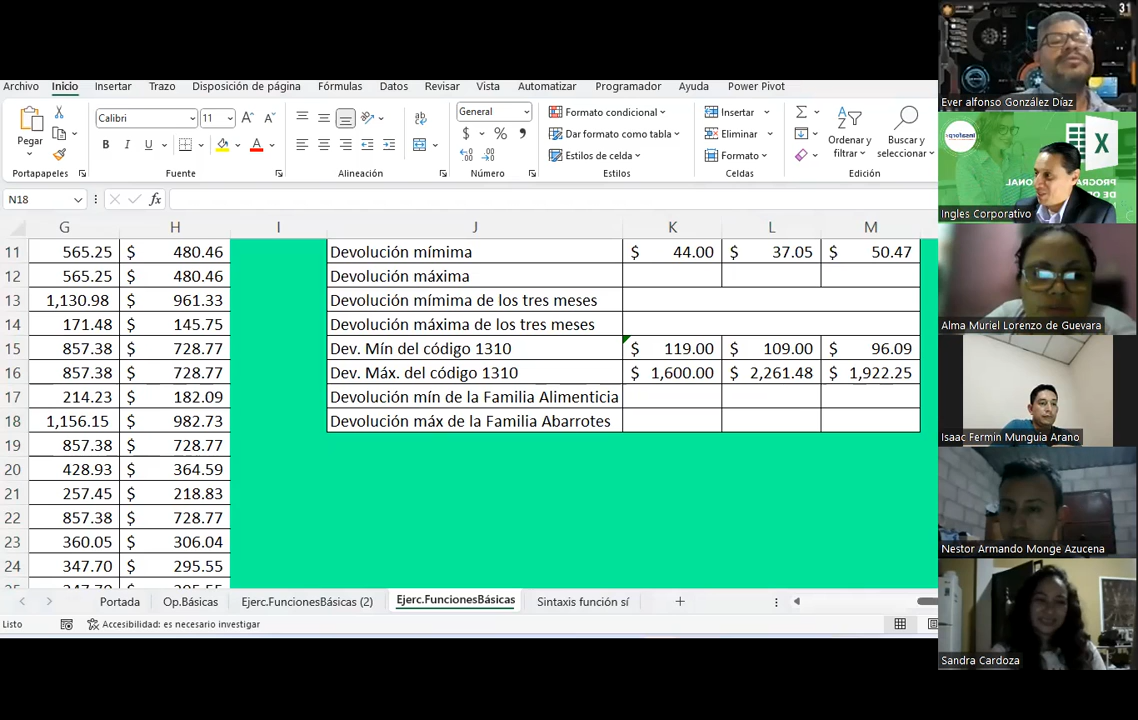 Archivo Inicio Insertar Trazo Disposición de página Fórmulas Datos Revisar Vista Automatizar Programador Ayuda Power Pivot
Pegar
Portapapeles
Calibri 11
N K S
Fuente
Alineación
General
$ % ,
Número
Formato condicional
Dar formato como tabla
Estilos de celda
Estilos
Insertar
Eliminar
Formato
Celdas
Ordenar y filtrar
Buscar y seleccionar
Edición
N18 fx
G H I J K L M
11 565.25 $ 480.46 Devolución mímima $ 44.00 $ 37.05 $ 50.47
12 565.25 $ 480.46 Devolución máxima
13 1,130.98 $ 961.33 Devolución mímima de los tres meses
14 171.48 $ 145.75 Devolución máxima de los tres meses
15 857.38 $ 728.77 Dev. Mín del código 1310 $ 119.00 $ 109.00 $ 96.09
16 857.38 $ 728.77 Dev. Máx. del código 1310 $ 1,600.00 $ 2,261.48 $ 1,922.25
17 214.23 $ 182.09 Devolución mín de la Familia Alimenticia
18 1,156.15 $ 982.73 Devolución máx de la Familia Abarrotes
19 857.38 $ 728.77
20 428.93 $ 364.59
21 257.45 $ 218.83
22 857.38 $ 728.77
23 360.05 $ 306.04
24 347.70 $ 295.55
Portada Op.Básicas Ejerc.FuncionesBásicas (2) Ejerc.FuncionesBásicas Sintaxis función sí
Listo Accesibilidad: es necesario investigar
31
Ever alfonso González Díaz
insaforp
X
Ingles Corporativo
Alma Muriel Lorenzo de Guevara
Isaac Fermin Munguia Arano
Nestor Armando Monge Azucena
Sandra Cardoza